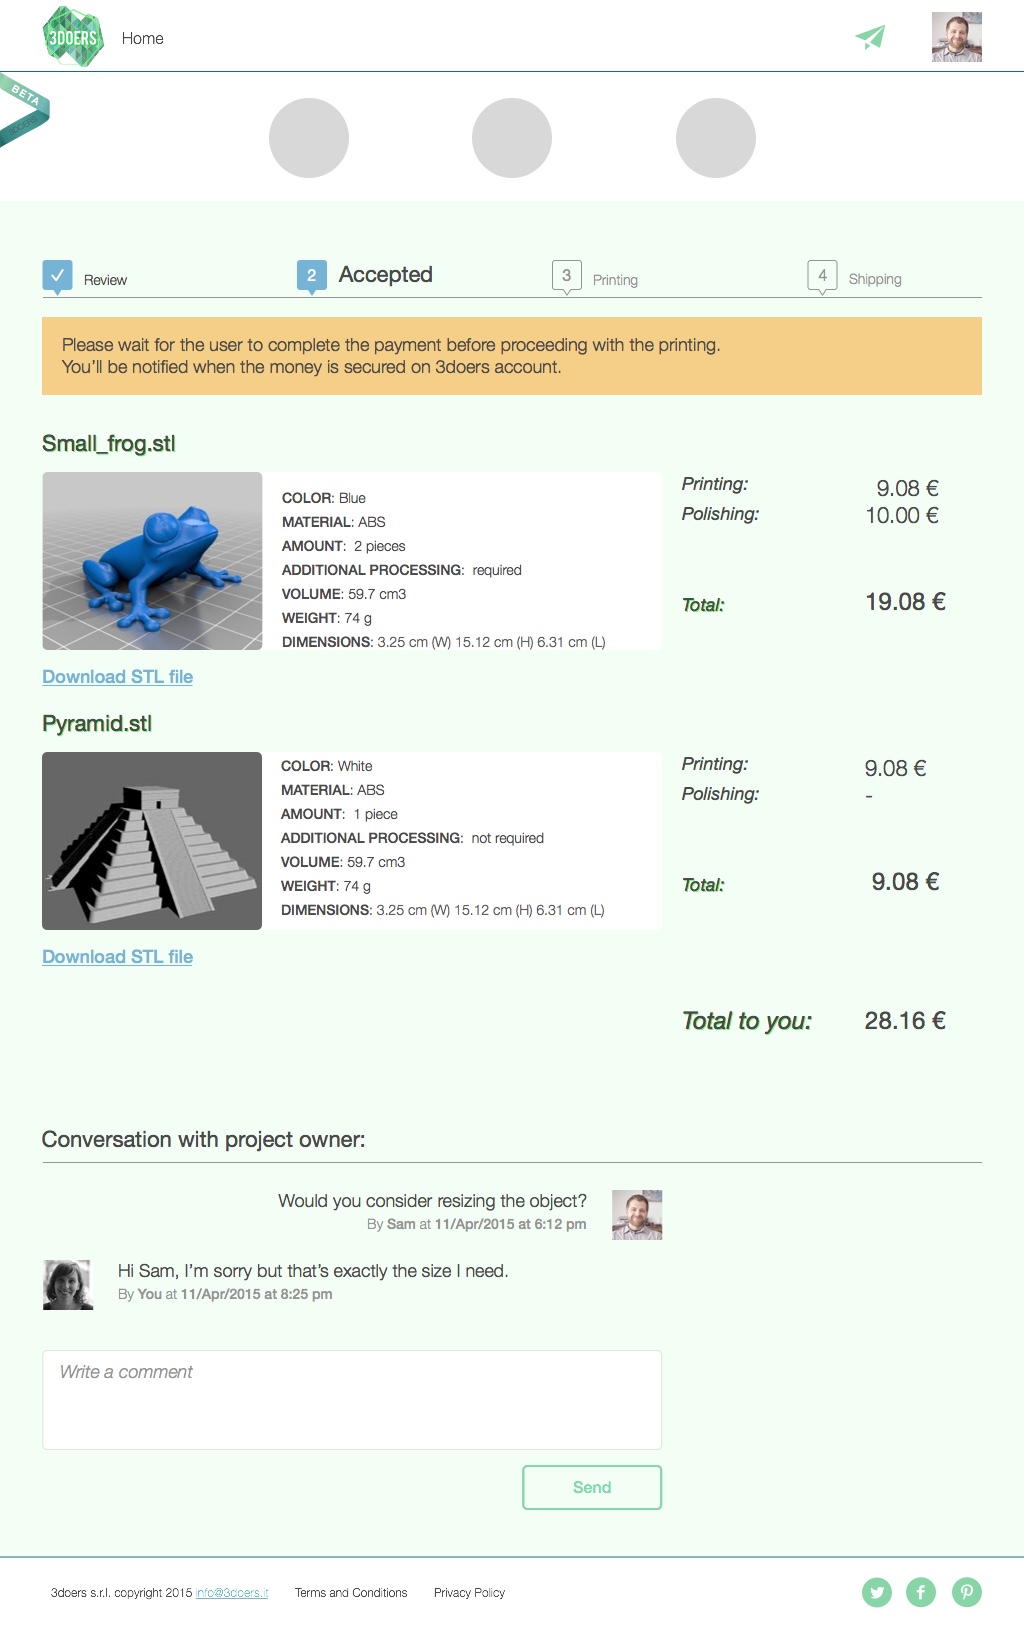 3DOERS
Home
BETA
3DOERS
Review
2
Accepted
3
Printing
4
Shipping
Please wait for the user to complete the payment before proceeding with the printing.
You'll be notified when the money is secured on 3doers account.
Small_frog.stl
COLOR: Blue
MATERIAL: ABS
AMOUNT: 2 pieces
ADDITIONAL PROCESSING: required
VOLUME: 59.7 cm3
WEIGHT: 74 g
DIMENSIONS: 3.25 cm (W) 15.12 cm (H) 6.31 cm (L)
Printing: 9.08 €
Polishing: 10.00 €
Total: 19.08 €
Download STL file
Pyramid.stl
COLOR: White
MATERIAL: ABS
AMOUNT: 1 piece
ADDITIONAL PROCESSING: not required
VOLUME: 59.7 cm3
WEIGHT: 74 g
DIMENSIONS: 3.25 cm (W) 15.12 cm (H) 6.31 cm (L)
Printing: 9.08 €
Polishing: -
Total: 9.08 €
Download STL file
Total to you: 28.16 €
Conversation with project owner:
Would you consider resizing the object?
By Sam at 11/Apr/2015 at 6:12 pm
Hi Sam, I'm sorry but that's exactly the size I need.
By You at 11/Apr/2015 at 8:25 pm
Write a comment
Send
3doers s.r.l. copyright 2015 info@3doers.it Terms and Conditions Privacy Policy